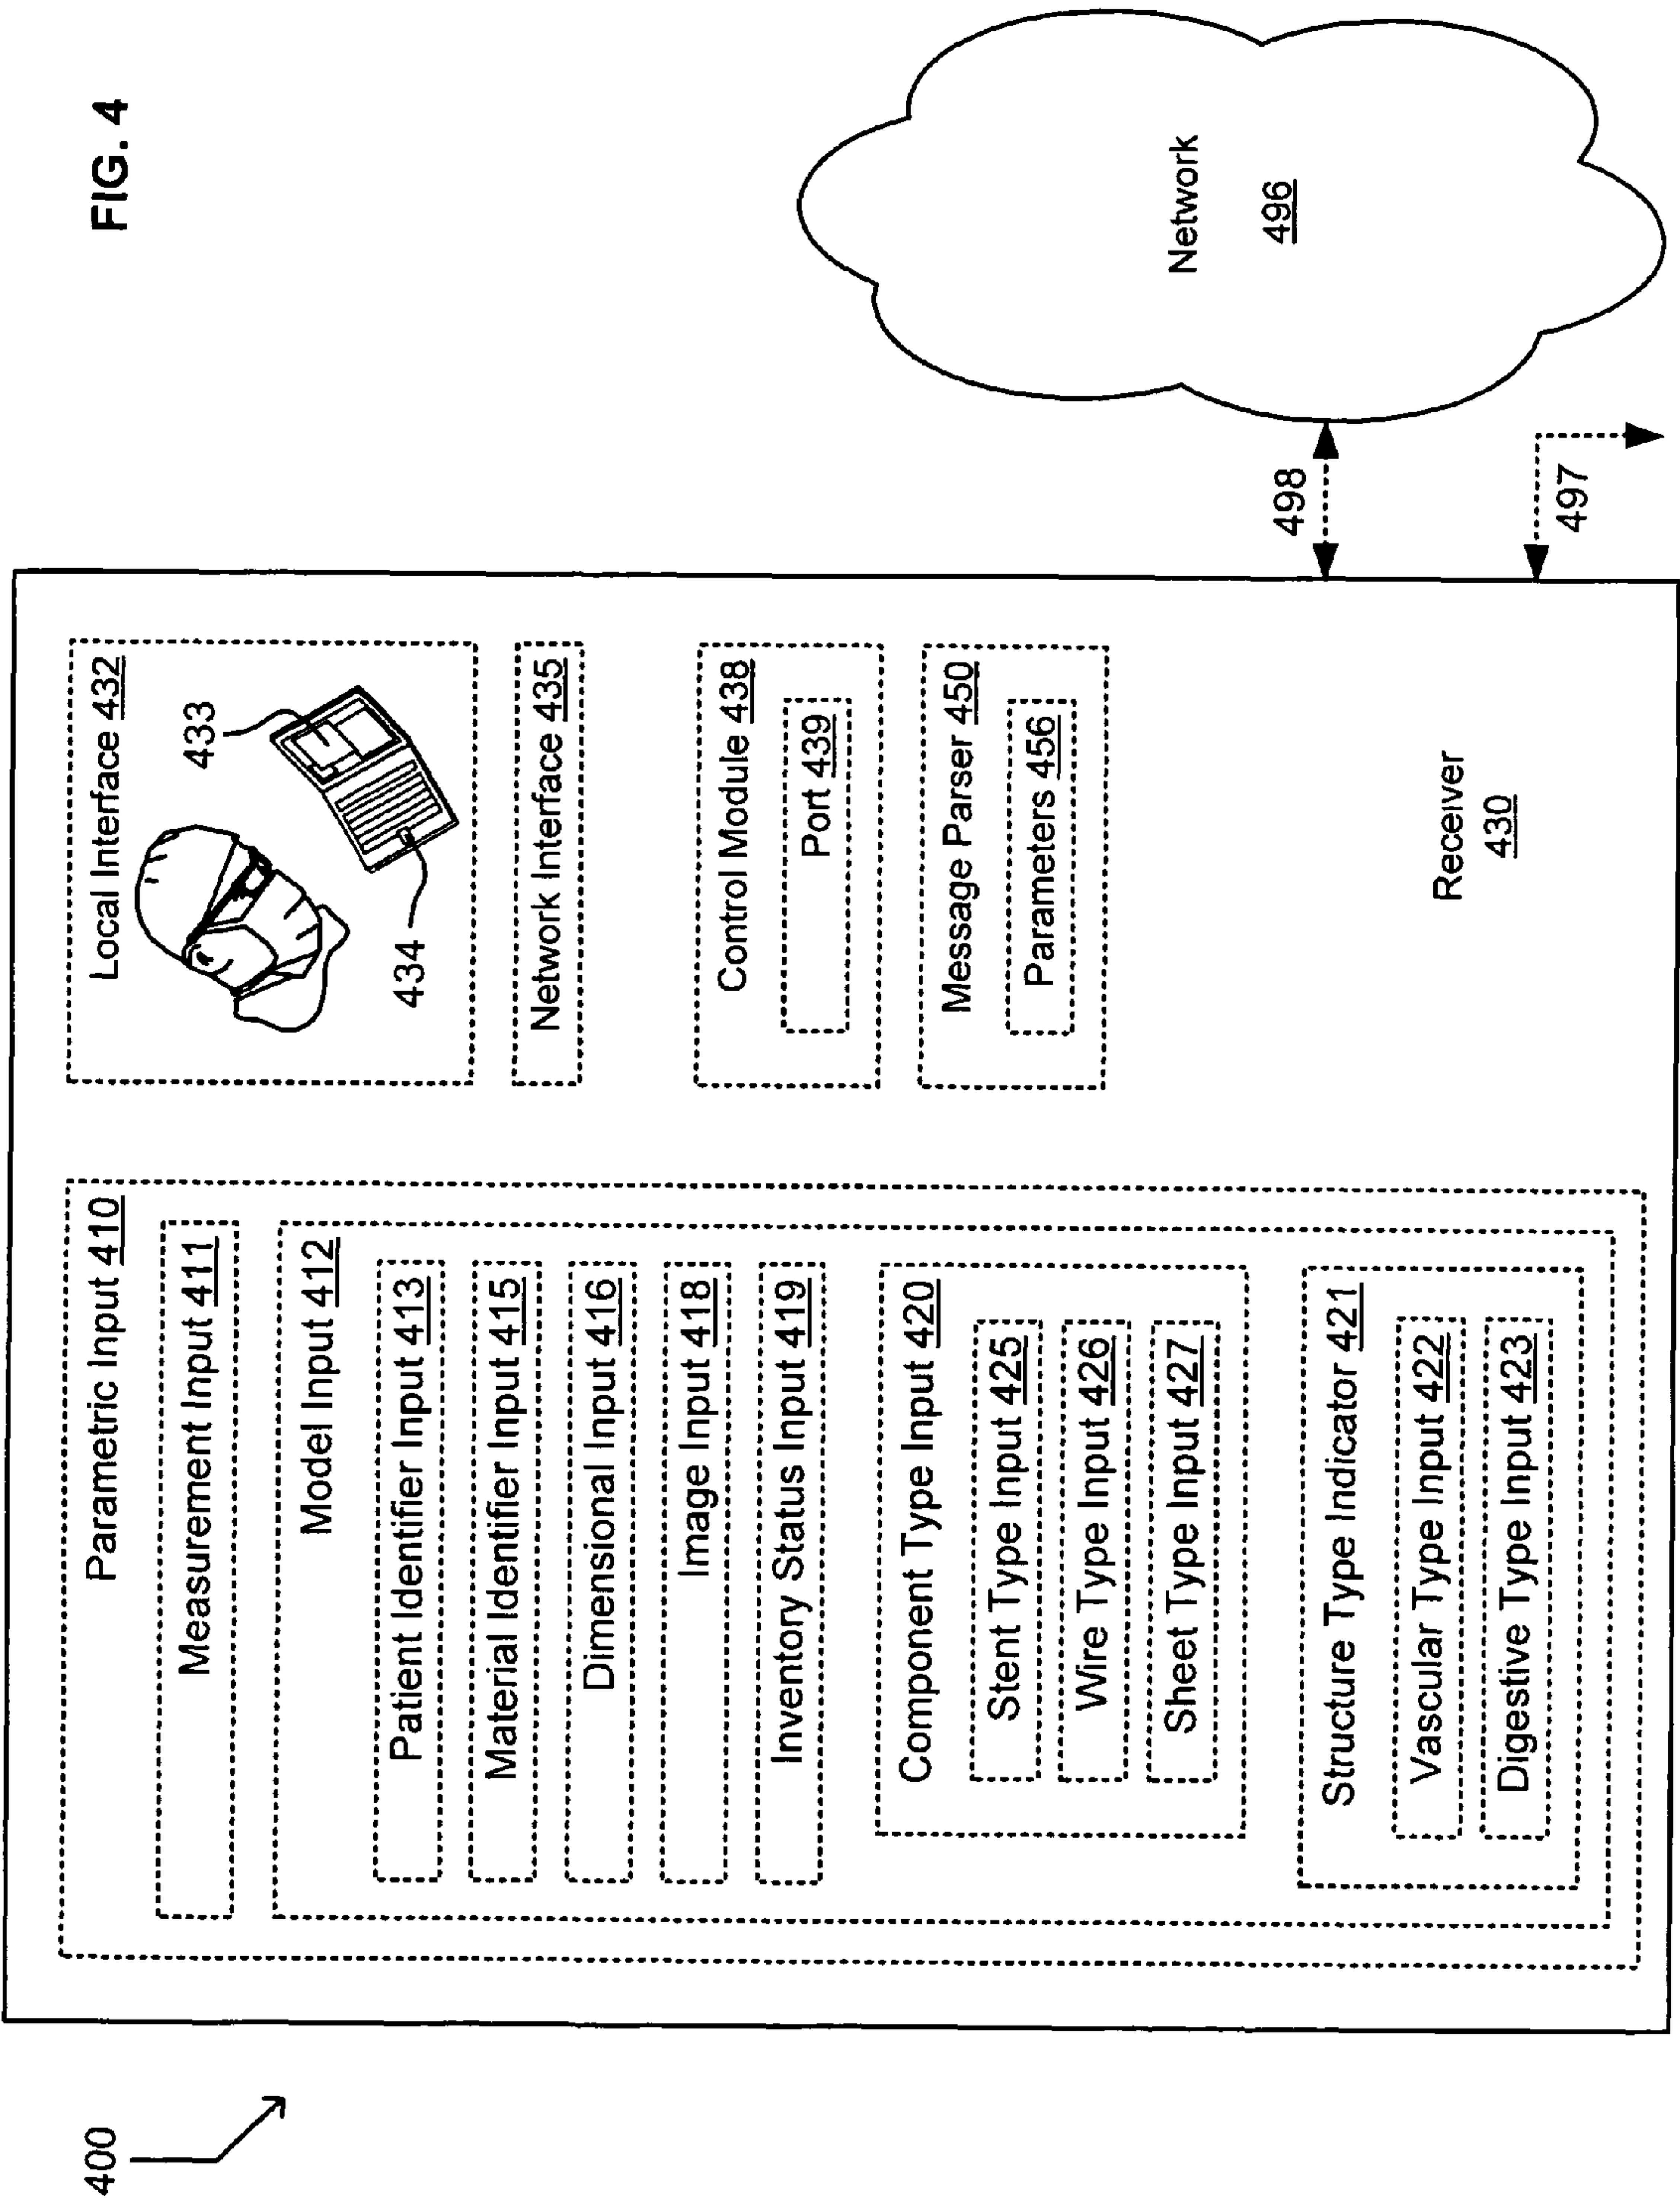 FIG. 4
400
Parametric Input 410
Measurement Input 411
Model Input 412
Patient Identifier Input 413
Material Identifier Input 415
Dimensional Input 416
Image Input 418
Inventory Status Input 419
Component Type Input 420
Stent Type Input 425
Wire Type Input 426
Sheet Type Input 427
Structure Type Indicator 421
Vascular Type Input 422
Digestive Type Input 423
Local Interface 432
433
434
Network Interface 435
Control Module 438
Port 439
Message Parser 450
Parameters 456
Receiver
430
498
497
Network
496